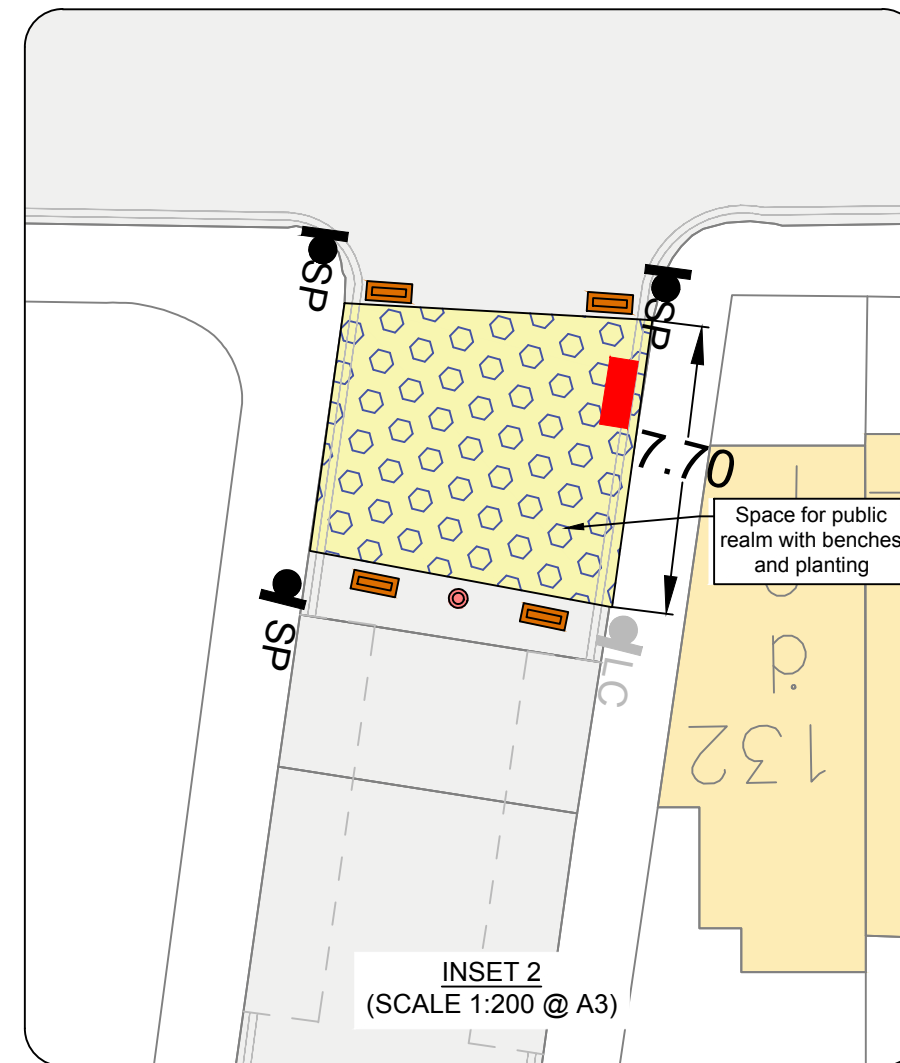 SP
SP
7.70
Space for public
realm with benches
and planting
SP
LC
d.
132
INSET 2
(SCALE 1:200 @ A3)